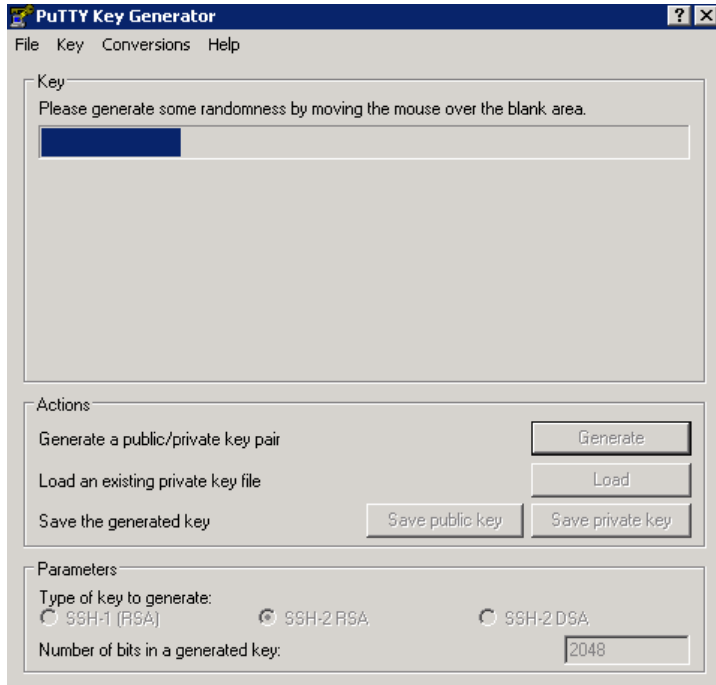 PuTTY Key Generator
File Key Conversions Help
Key
Please generate some randomness by moving the mouse over the blank area.
Actions
Generate a public/private key pair Generate
Load an existing private key file Load
Save the generated key Save public key Save private key
Parameters
Type of key to generate:
SSH-1 (RSA) SSH-2 RSA SSH-2 DSA
Number of bits in a generated key: 2048